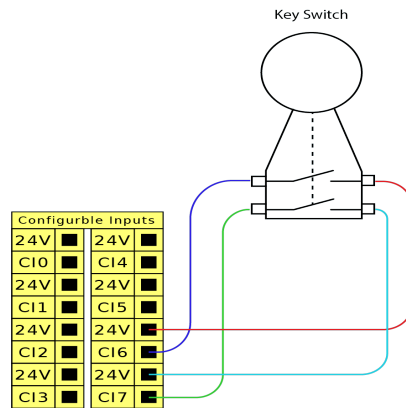 Key Switch
Configurble Inputs
24V 24V
CI0 CI4
24V 24V
CI1 CI5
24V 24V
CI2 CI6
24V 24V
CI3 CI7